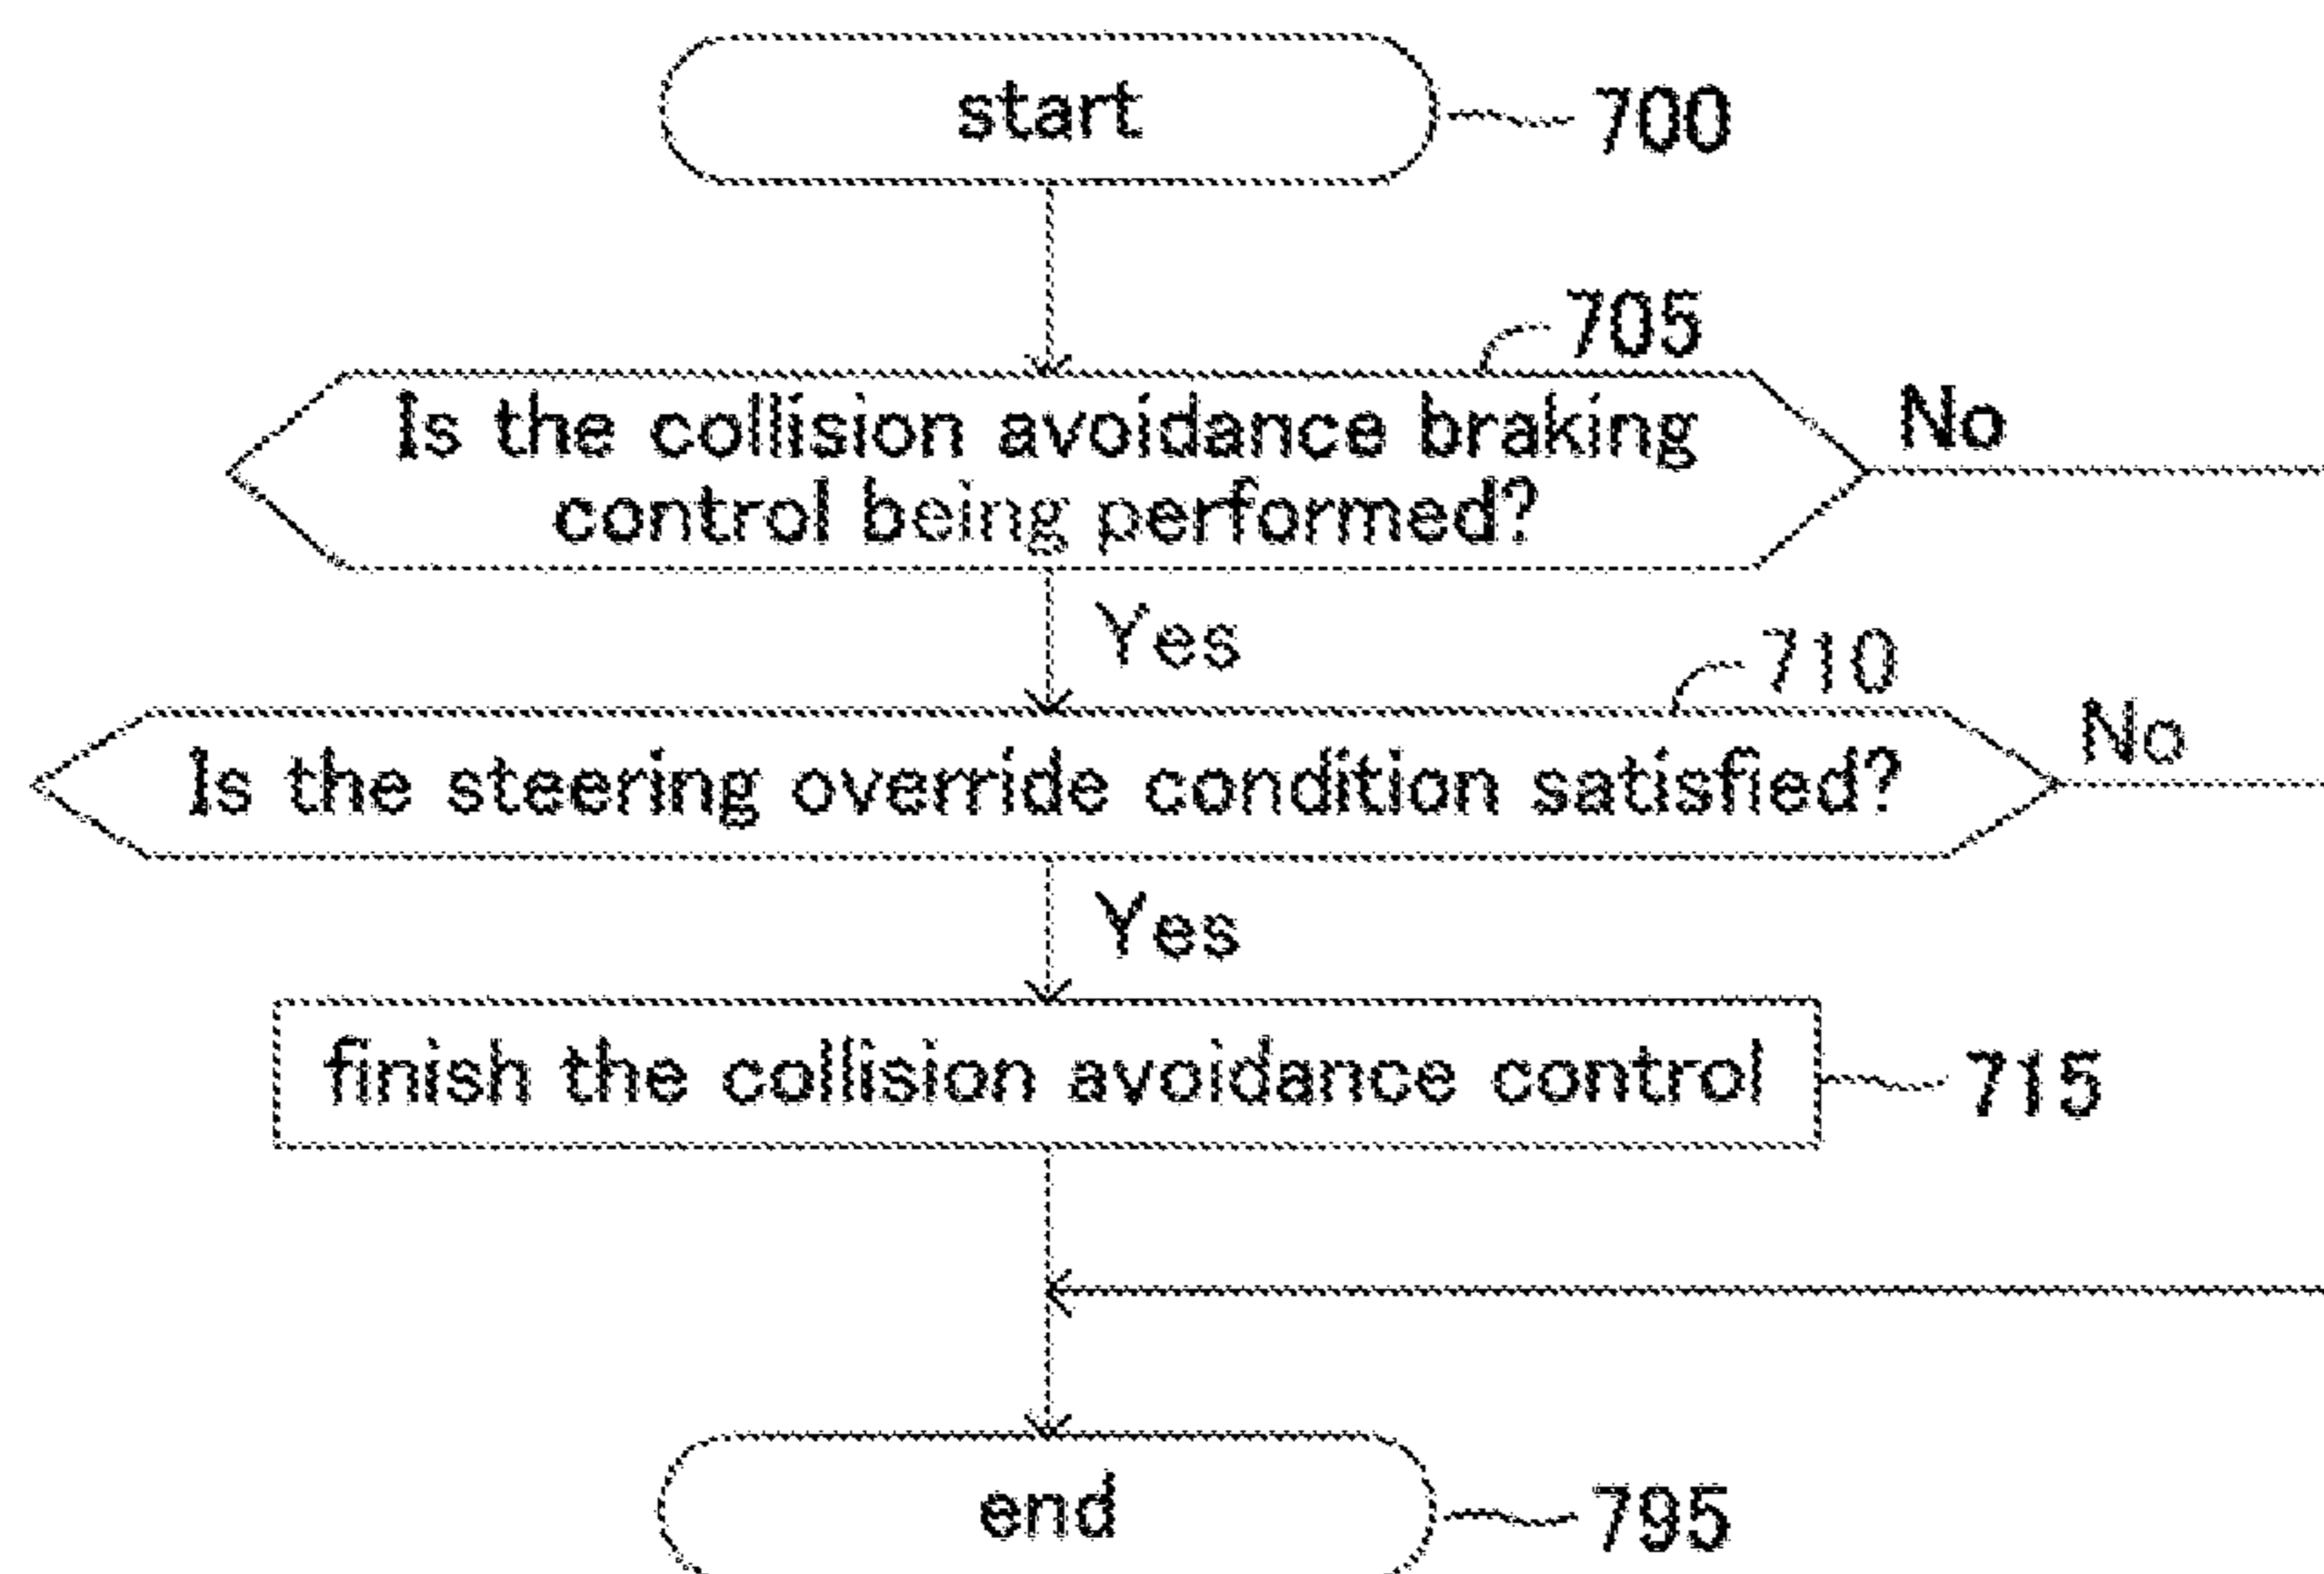 start
700
705
Is the collision avoidance braking
control being performed?
No
Yes
710
Is the steering override condition satisfied?
No
Yes
finish the collision avoidance control
715
end
795